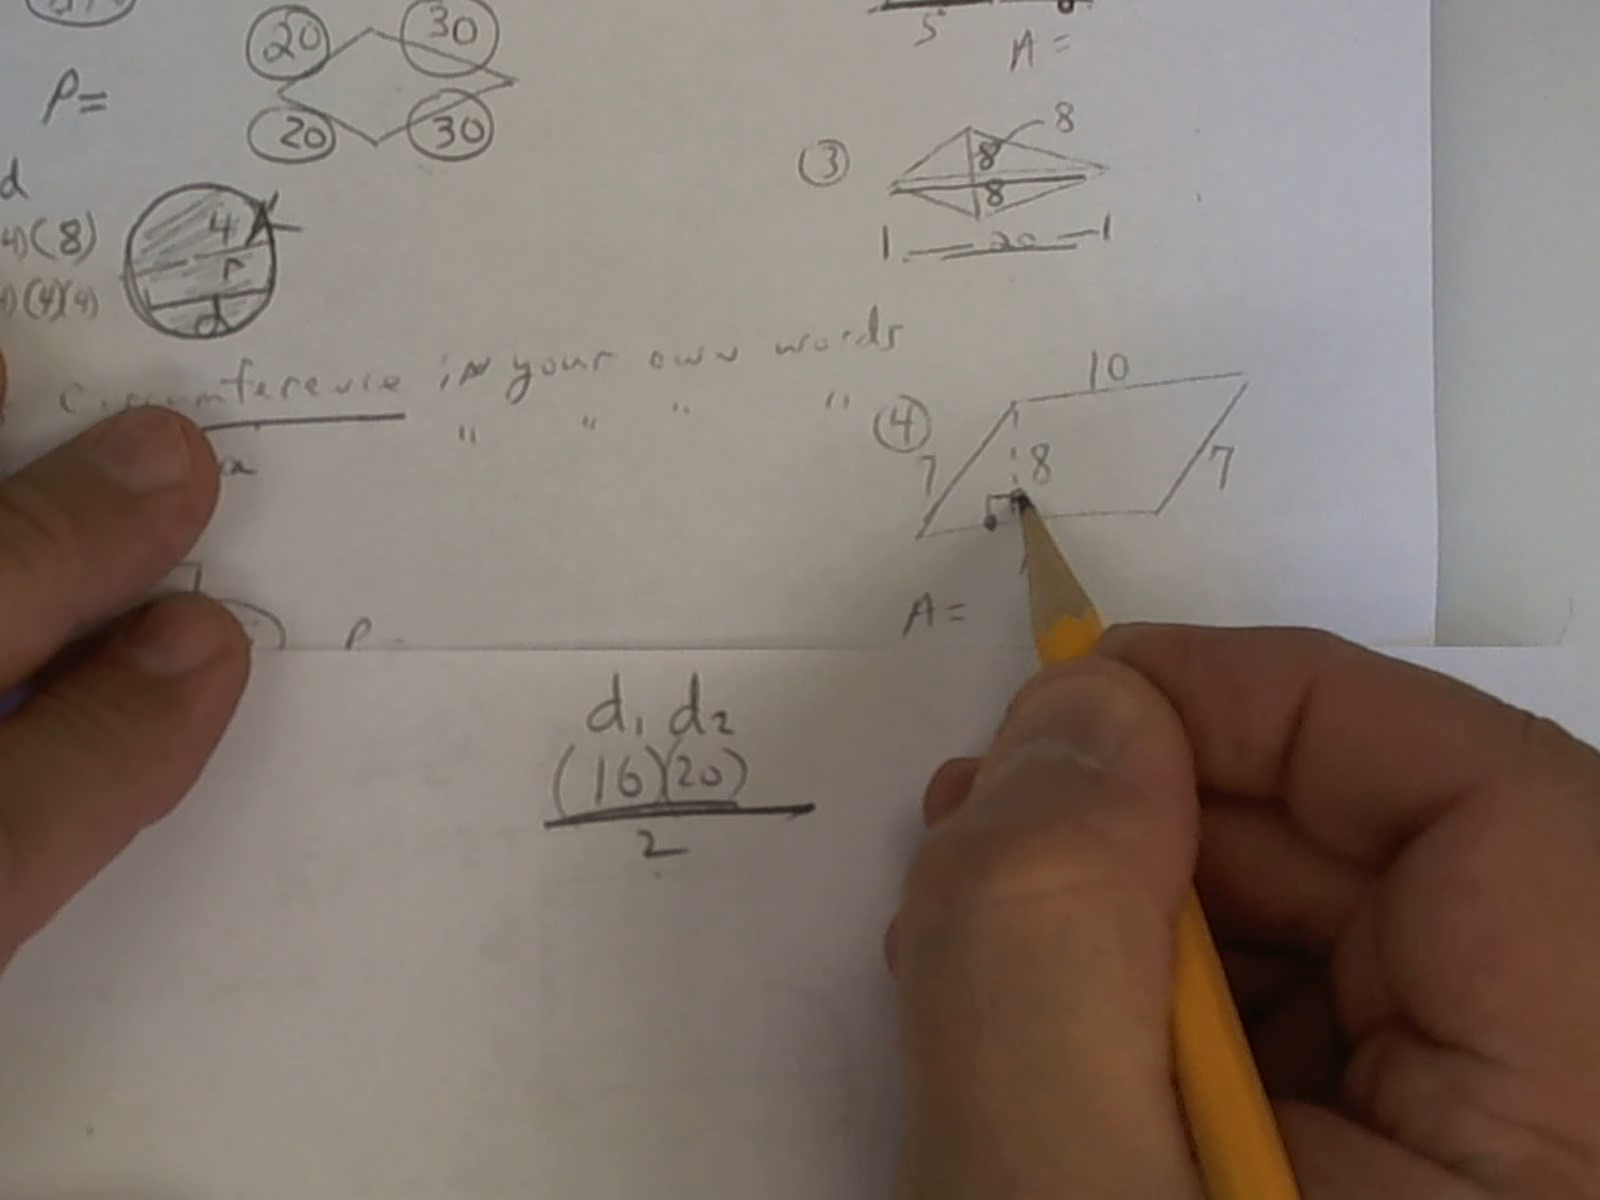 20 30
P=
20 30
5
A =
3
8
8
8
20
d
(8)
4
r
(4)(4)
d
Circumference in your own words
" " " "
4
10
7
8
7
P
A =
d1 d2
(16)(20)
2